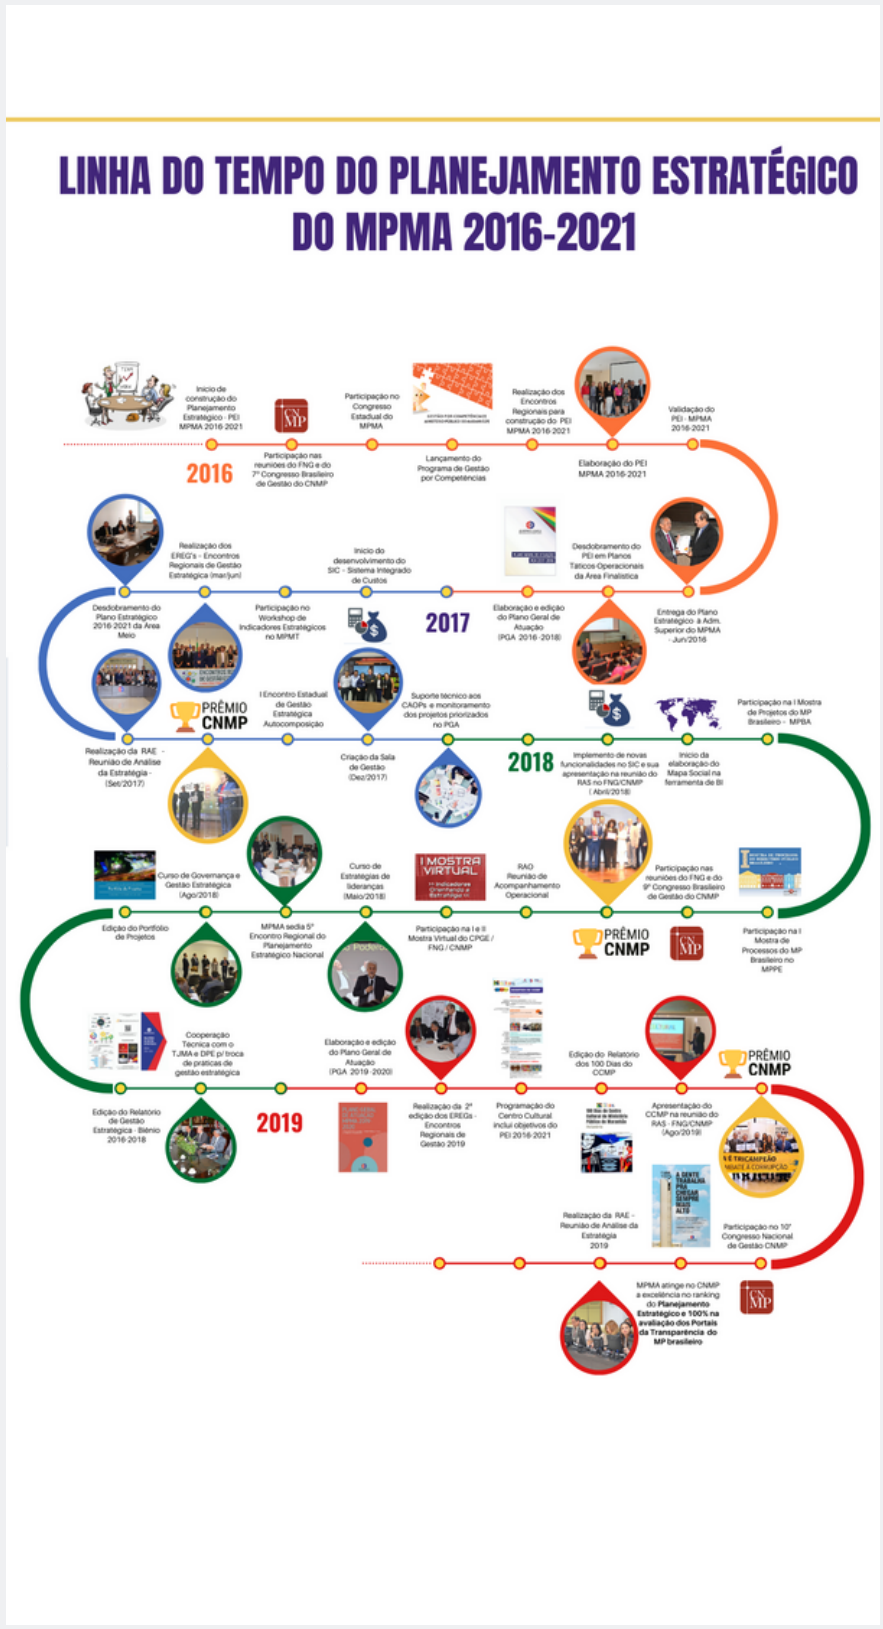 LINHA DO TEMPO DO PLANEJAMENTO ESTRATÉGICO
DO MPMA 2016-2021
Inicio de
construção do
Planejamento
Estratégico - PEI
MPMA 2016-2021
2016
CN
MP
Participação nas
reuniões do FNG e do
7º Congresso Brasileiro
de Gestão do CNMP
Participação no
Congresso
Estadual do
MPMA
Lançamento do
Programa de Gestão
por Competências
Realização dos
Encontros
Regionais para
construção do PEI
MPMA 2016-2021
Elaboração do PEI
MPMA 2016-2021
Validação do
PEI - MPMA
2016-2021
Entrega do Plano
Estratégico à Adm.
Superior do MPMA
- Jun/2016
Desdobramento do
PEI em Planos
Táticos Operacionais
da Área Finalística
Elaboração e edição
do Plano Geral de
Atuação
(PGA 2016 -2018)
2017
Inicio do
desenvolvimento do
SIC - Sistema Integrado
de Custos
Participação no
Workshop de
Indicadores Estratégicos
no MPMT
Realização dos
EREG's - Encontros
Regionais de Gestão
Estratégica (mar/jun)
Desdobramento do
Plano Estratégico
2016-2021 da Área
Meio
Realização da RAE -
Reunião de Análise
da Estratégia -
(Set/2017)
PRÊMIO
CNMP
I Encontro Estadual
de Gestão
Estratégica
Autocomposição
Criação da Sala
de Gestão
(Dez/2017)
Suporte técnico aos
CAOPs e monitoramento
dos projetos priorizados
no PGA
2018
Implemento de novas
funcionalidades no SIC e sua
apresentação na reunião do
RAS no FNG/CNMP
( Abril/2018)
Inicio da
elaboração do
Mapa Social na
ferramenta de BI
Participação na I Mostra
de Projetos do MP
Brasileiro - MPBA
Participação na I
Mostra de
Processos do MP
Brasileiro no
MPPE
Participação nas
reuniões do FNG e do
9º Congresso Brasileiro
de Gestão do CNMP
CN
MP
PRÊMIO
CNMP
RAO
Reunião de
Acompanhamento
Operacional
I MOSTRA
VIRTUAL
Participação na I e II
Mostra Virtual do CPGE /
FNG / CNMP
Curso de
Estratégias de
lideranças
(Maio/2018)
MPMA sedia 5º
Encontro Regional do
Planejamento
Estratégico Nacional
Curso de Governança e
Gestão Estratégica
(Ago/2018)
Edição do Portfólio
de Projetos
Edição do Relatório
de Gestão
Estratégica - Biênio
2016-2018
Cooperação
Técnica com o
TJMA e DPE p/ troca
de práticas de
gestão estratégica
2019
Elaboração e edição
do Plano Geral de
Atuação
(PGA 2019 -2020)
Realização da 2ª
edição dos EREGs -
Encontros
Regionais de
Gestão 2019
Programação do
Centro Cultural
inclui objetivos do
PEI 2016-2021
Edição do Relatório
dos 100 Dias do
CCMP
Apresentação do
CCMP na reunião do
RAS - FNG/CNMP
(Ago/2019)
PRÊMIO
CNMP
Participação no 10º
Congresso Nacional
de Gestão CNMP
CN
MP
A GENTE
TRABALHA
PRA
CHEGAR
SEMPRE
MAIS
ALTO
MPMA atinge no CNMP
a excelência no ranking
do Planejamento
Estratégico e 100% na
avaliação dos Portais
da Transparência do
MP brasileiro
Realização da RAE -
Reunião de Análise da
Estratégia
2019